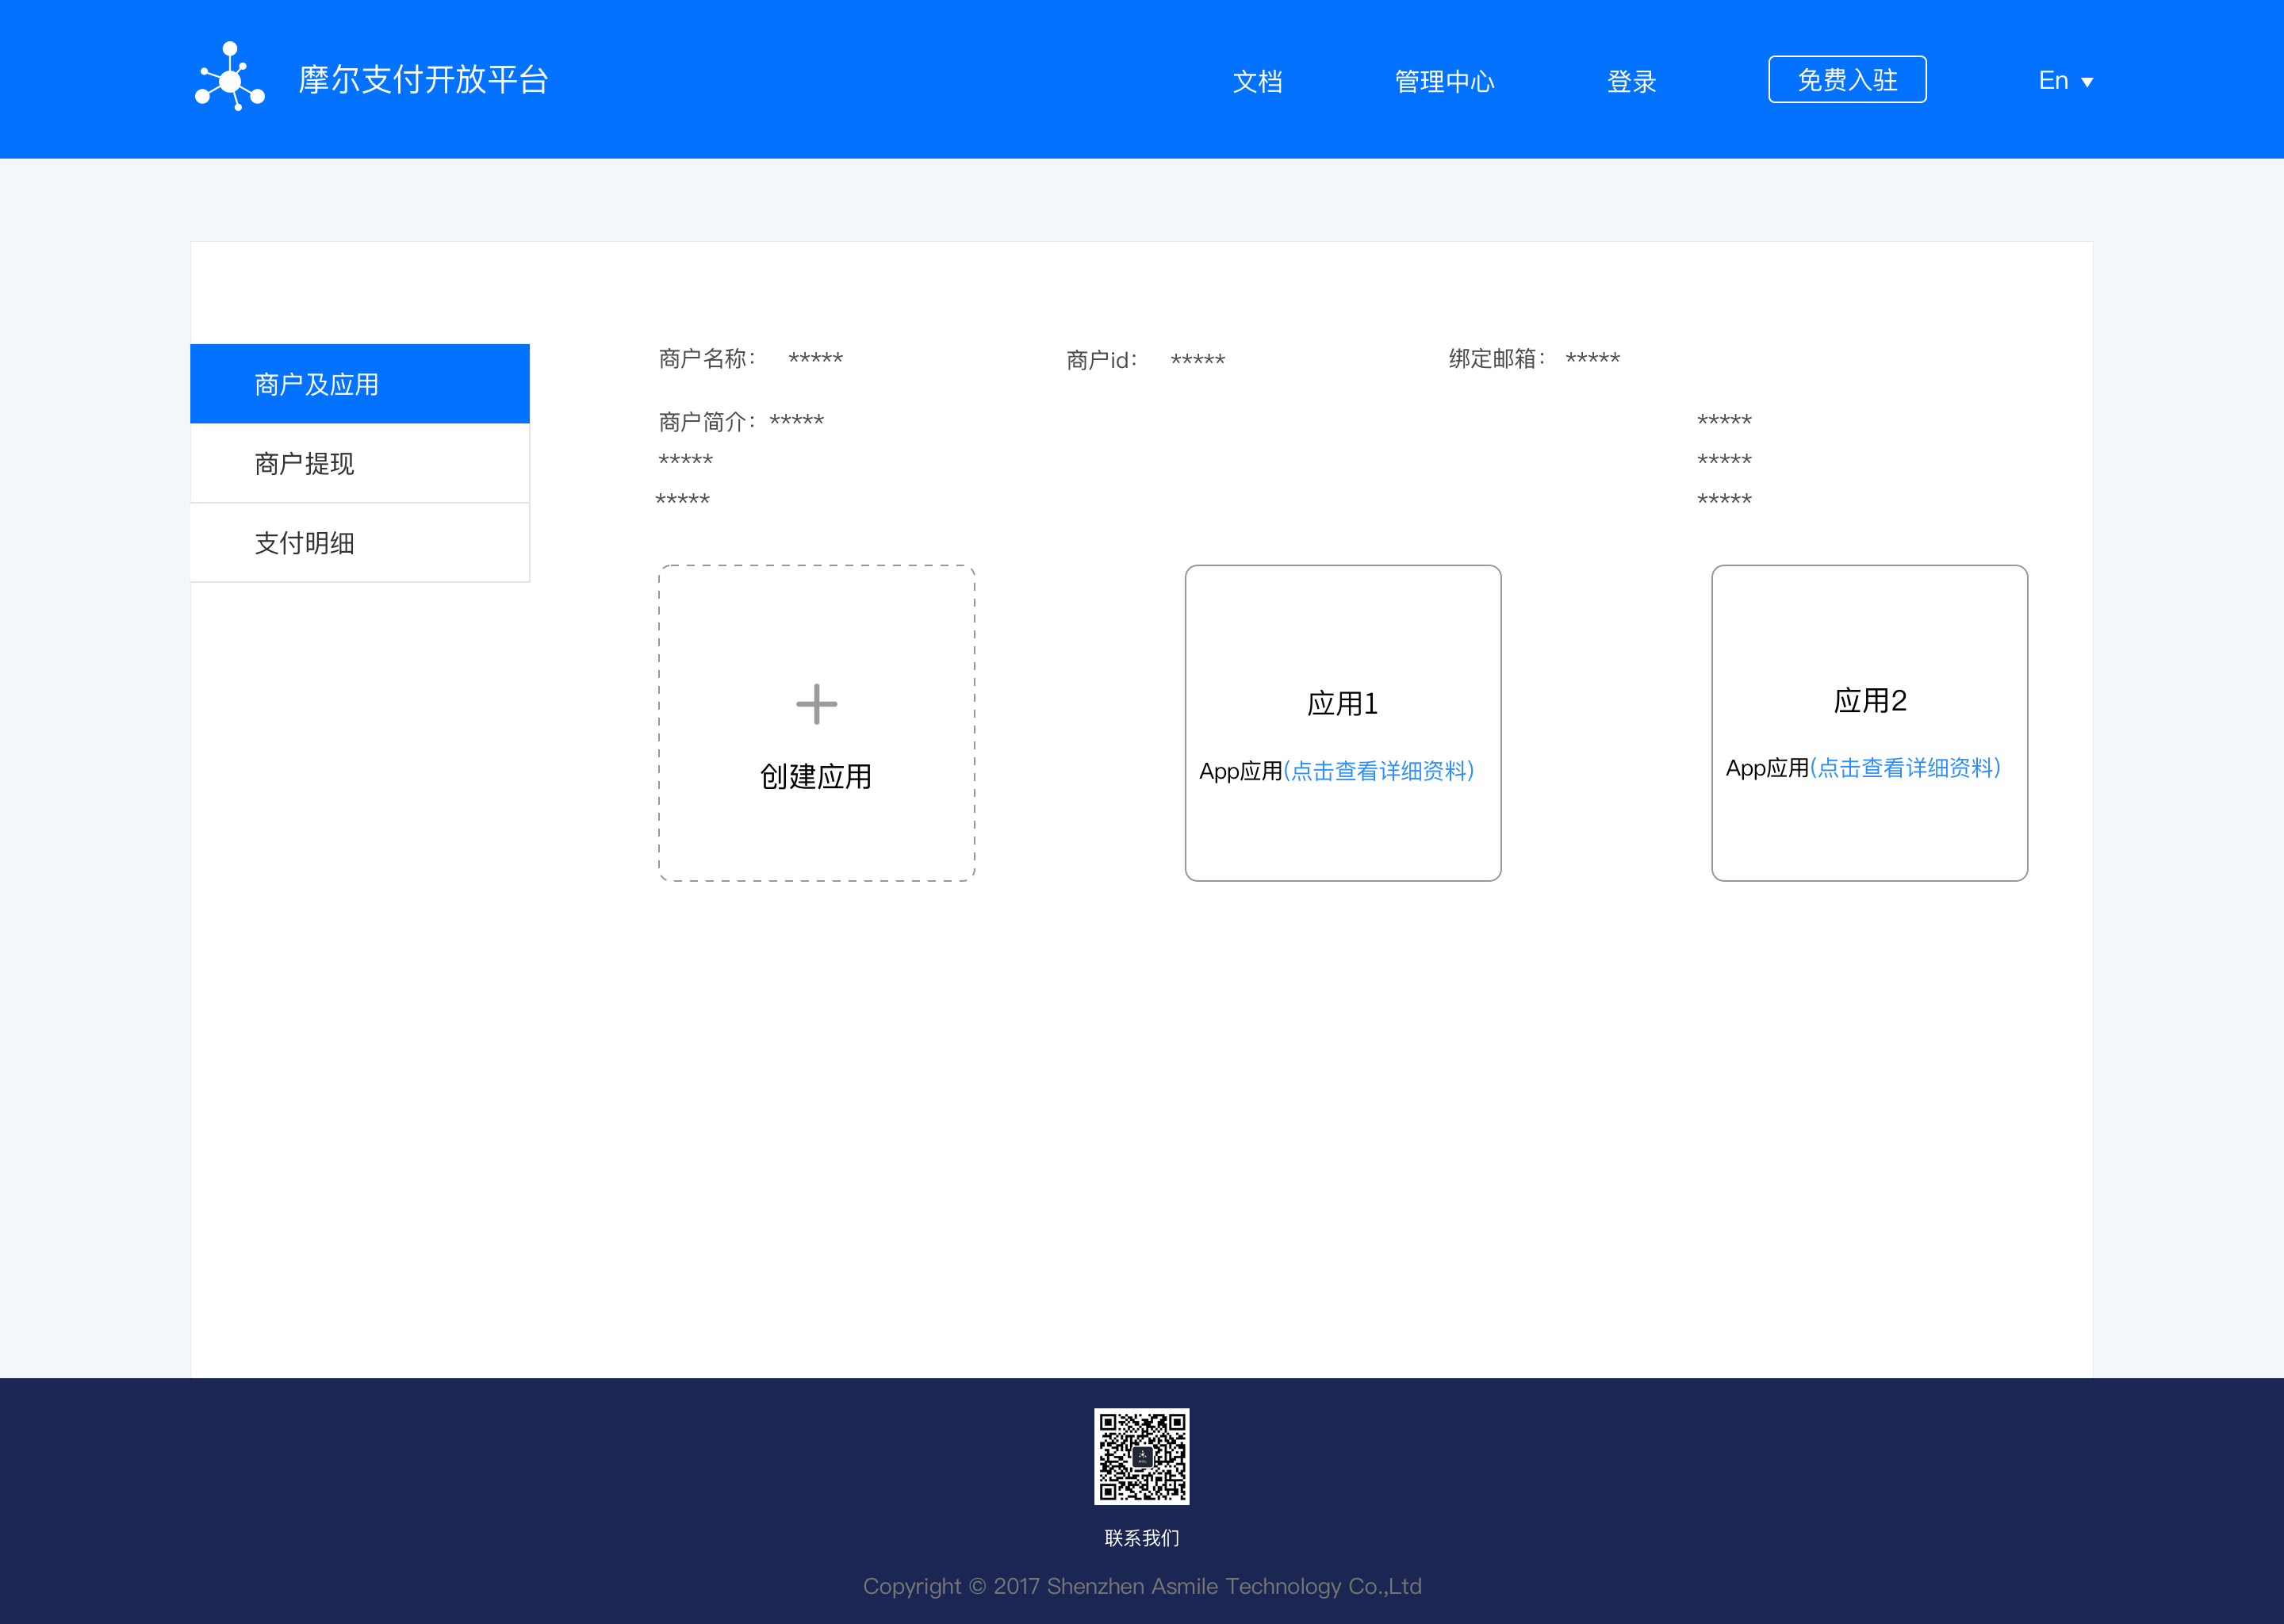 摩尔支付开放平台
文档 管理中心 登录 免费入驻 En
商户及应用
商户提现
支付明细
商户名称： ***** 商户id： ***** 绑定邮箱： *****
商户简介：***** *****
***** *****
***** *****
创建应用
应用1
App应用(点击查看详细资料)
应用2
App应用(点击查看详细资料)
联系我们
Copyright © 2017 Shenzhen Asmile Technology Co.,Ltd